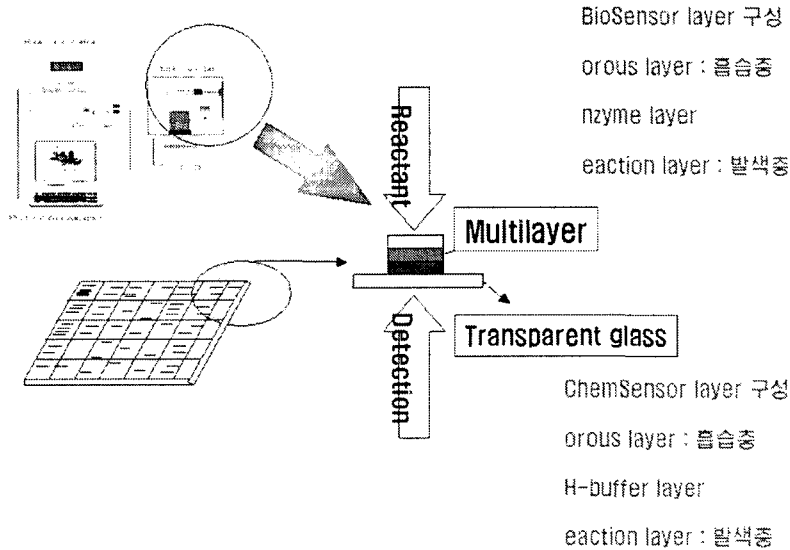 BioSensor layer 구성
orous layer : 흡습층
nzyme layer
eaction layer : 발색층
Reactant
Multilayer
Detection
Transparent glass
ChemSensor layer 구성
orous layer : 흡습층
H-buffer layer
eaction layer : 발색층